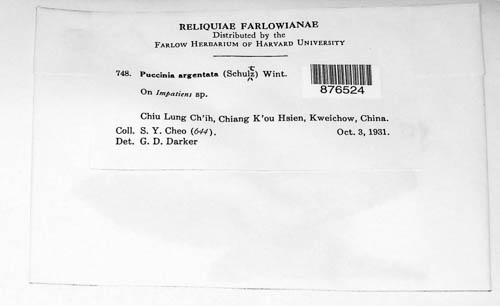 RELIQUIAE FARLOWIANAE
Distributed by the
FARLOW HERBARIUM OF HARVARD UNIVERSITY
748. Puccinia argentata (Schultz) Wint.
876524
On Impatiens sp.
Chiu Lung Ch'ih, Chiang K'ou Hsien, Kweichow, China.
Coll. S. Y. Cheo (644). Oct. 3, 1931.
Det. G. D. Darker